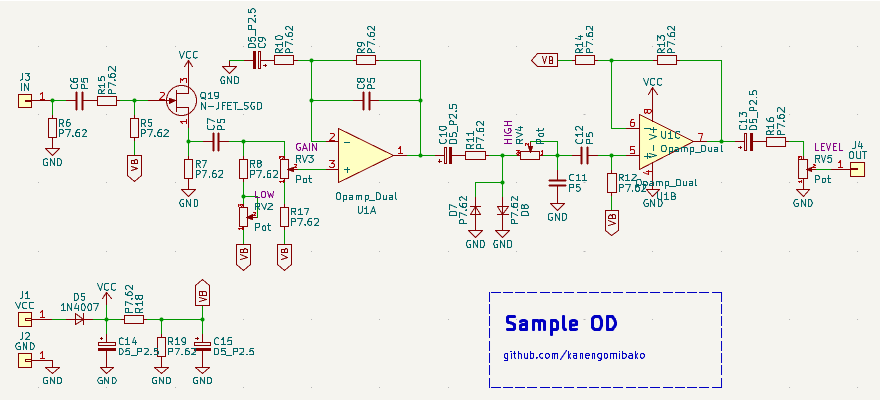 J3
IN
1
C6
P5
R15
P7.62
R6
P7.62
GND
R5
P7.62
VB
VCC
2
3
1
Q19
N-JFET_SGD
C7
P5
R7
P7.62
GND
R8
P7.62
LOW
RV2
Pot
VB
GAIN
RV3
Pot
R17
P7.62
VB
GND
D5_P2.5
C9
R10
P7.62
R9
P7.62
C8
P5
2
3
1
Opamp_Dual
U1A
C10
D5_P2.5
R11
P7.62
D7
P7.62
GND
P7.62
D8
GND
HIGH
RV4
Pot
C11
P5
GND
C12
P5
R12
P7.62
VB
VB
R14
P7.62
R13
P7.62
VCC
8
6
5
7
4
V+
V-
U1C
Opamp_Dual
Opamp_Dual
U1B
GND
C13
D5_P2.5
R16
P7.62
LEVEL
RV5
Pot
GND
J4
OUT
1
J1
VCC
1
D5
1N4007
VCC
P7.62
R18
VB
J2
GND
1
GND
C14
D5_P2.5
GND
R19
P7.62
GND
C15
D5_P2.5
GND
Sample OD
github.com/kanengomibako